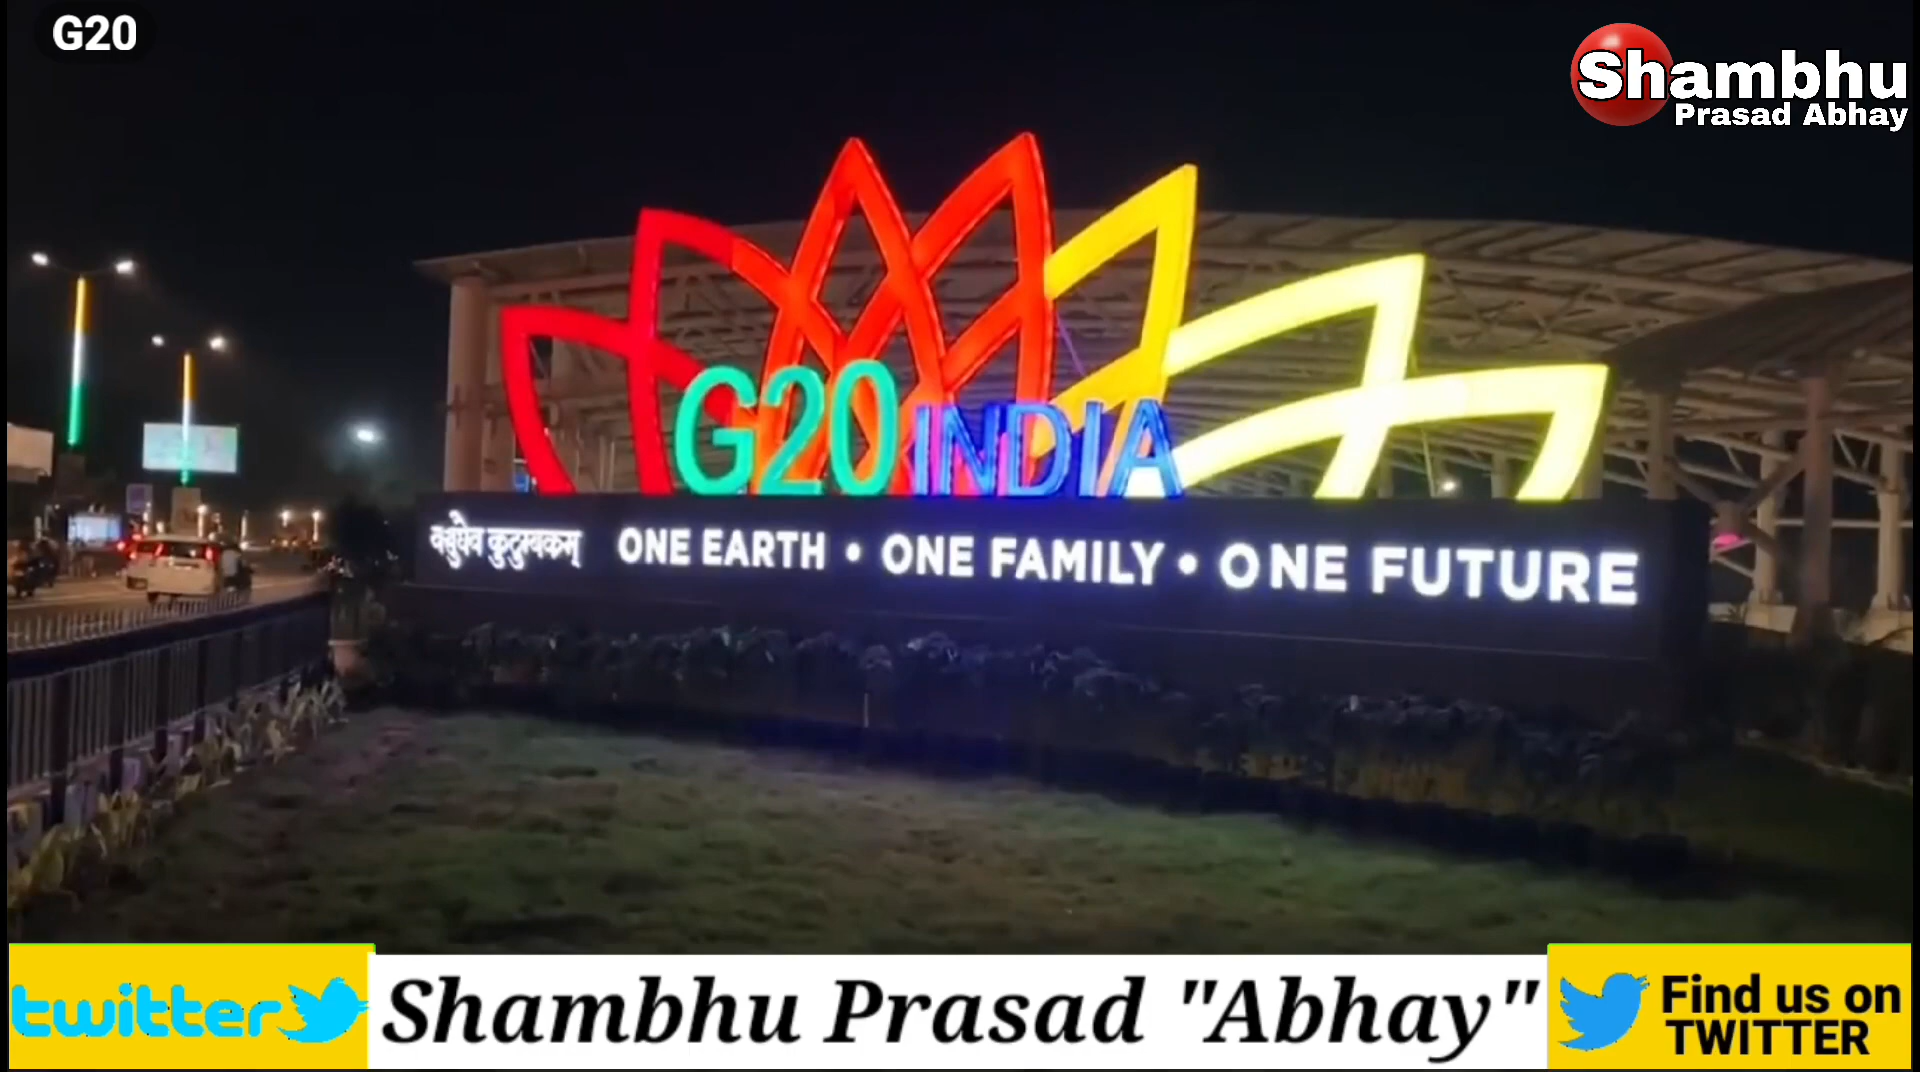 G20
Shambhu
Prasad Abhay
G20 INDIA
वसुधैव कुटुम्बकम् ONE EARTH • ONE FAMILY • ONE FUTURE
twitter
Shambhu Prasad "Abhay"
Find us on
TWITTER